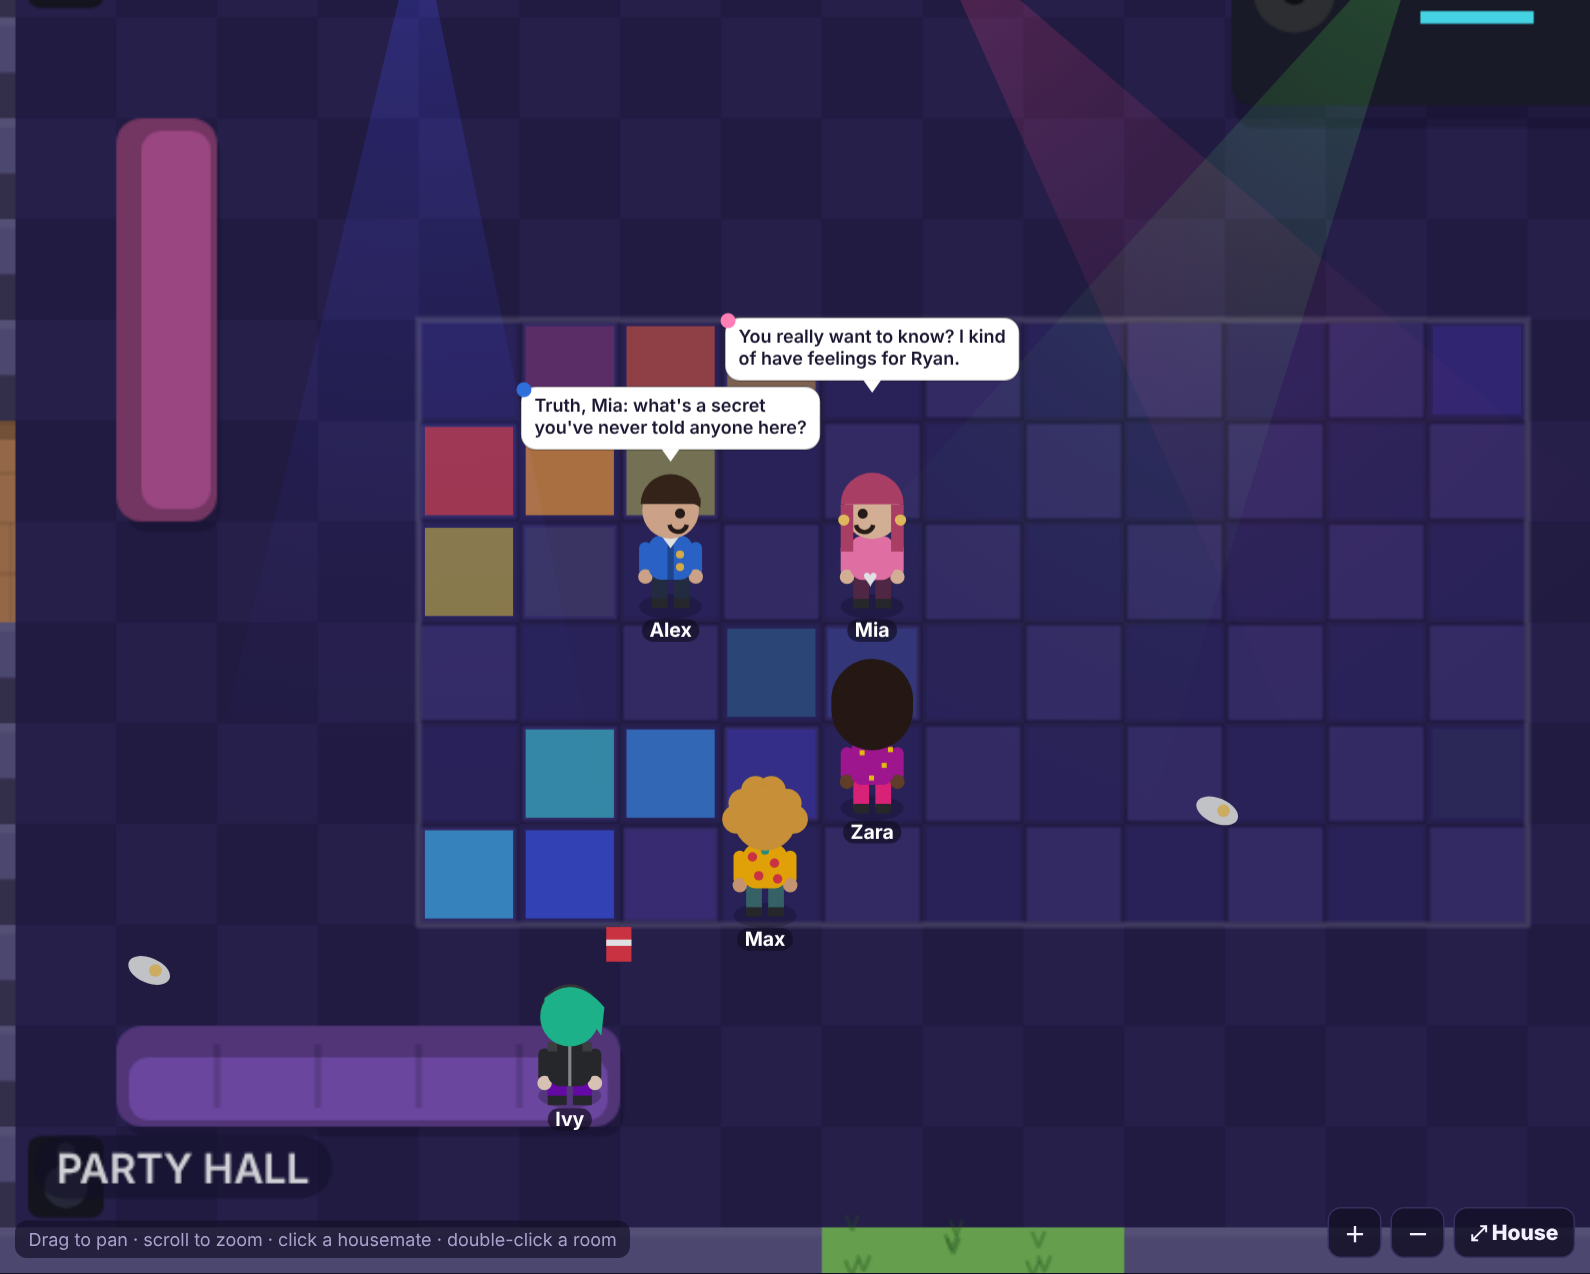 You really want to know? I kind
of have feelings for Ryan.
Truth, Mia: what's a secret
you've never told anyone here?
Alex
Mia
Zara
Max
Ivy
PARTY HALL
Drag to pan · scroll to zoom · click a housemate · double-click a room
+
−
⤢ House